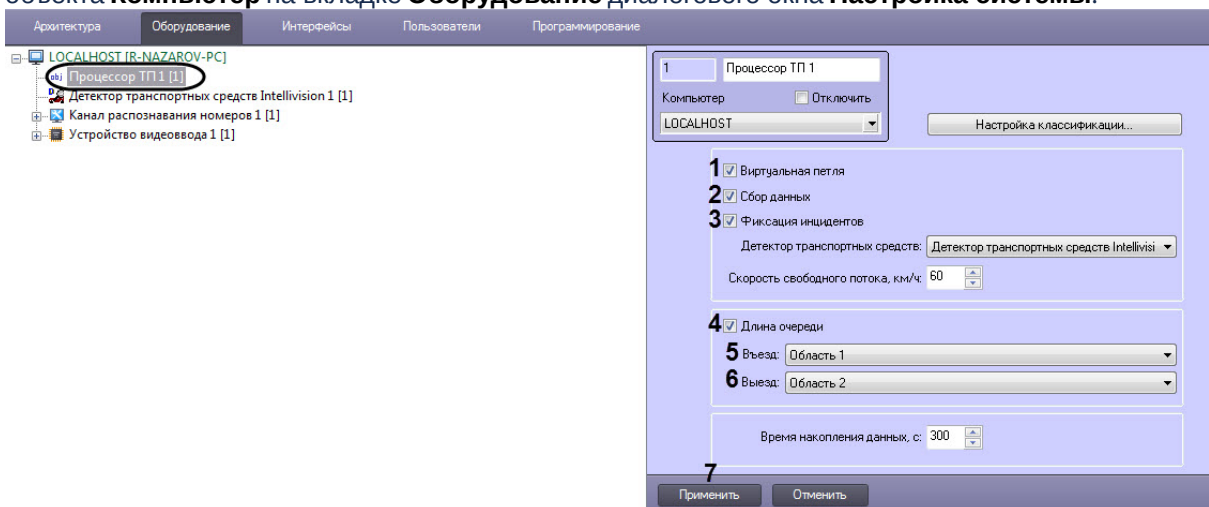 объекта Компьютер на вкладке Оборудование диалогового окна Настройка системы.
Архитектура Оборудование Интерфейсы Пользователи Программирование
LOCALHOST [R-NAZAROV-PC]
obj Процессор ТП 1 [1]
Детектор транспортных средств Intellivision 1 [1]
Канал распознавания номеров 1 [1]
Устройство видеоввода 1 [1]
1 Процессор ТП 1
Компьютер Отключить
LOCALHOST
Настройка классификации...
1 Виртуальная петля
2 Сбор данных
3 Фиксация инцидентов
Детектор транспортных средств: Детектор транспортных средств Intellivisi
Скорость свободного потока, км/ч: 60
4 Длина очереди
5 Въезд: Область 1
6 Выезд: Область 2
Время накопления данных, с: 300
7
Применить Отменить